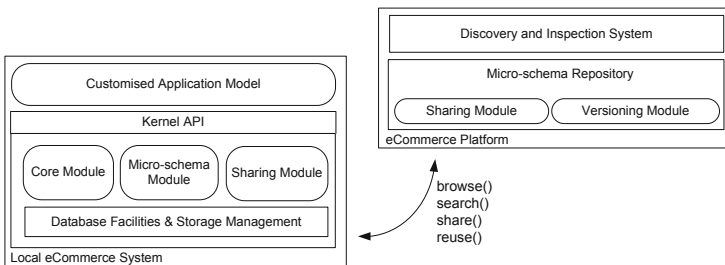 Customised Application Model
Kernel API
Core Module
Micro-schema
Module
Sharing Module
Database Facilities & Storage Management
Local eCommerce System
Discovery and Inspection System
Micro-schema Repository
Sharing Module
Versioning Module
eCommerce Platform
browse()
search()
share()
reuse()